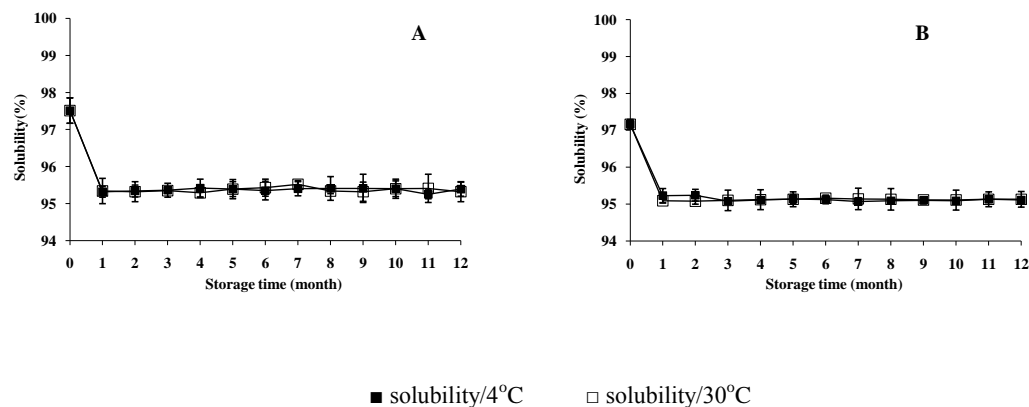 A
Solubility(%)
100
99
98
97
96
95
94
0 1 2 3 4 5 6 7 8 9 10 11 12
Storage time (month)
B
Solubility (%)
100
99
98
97
96
95
94
0 1 2 3 4 5 6 7 8 9 10 11 12
Storage time (month)
■ solubility/4°C □ solubility/30°C